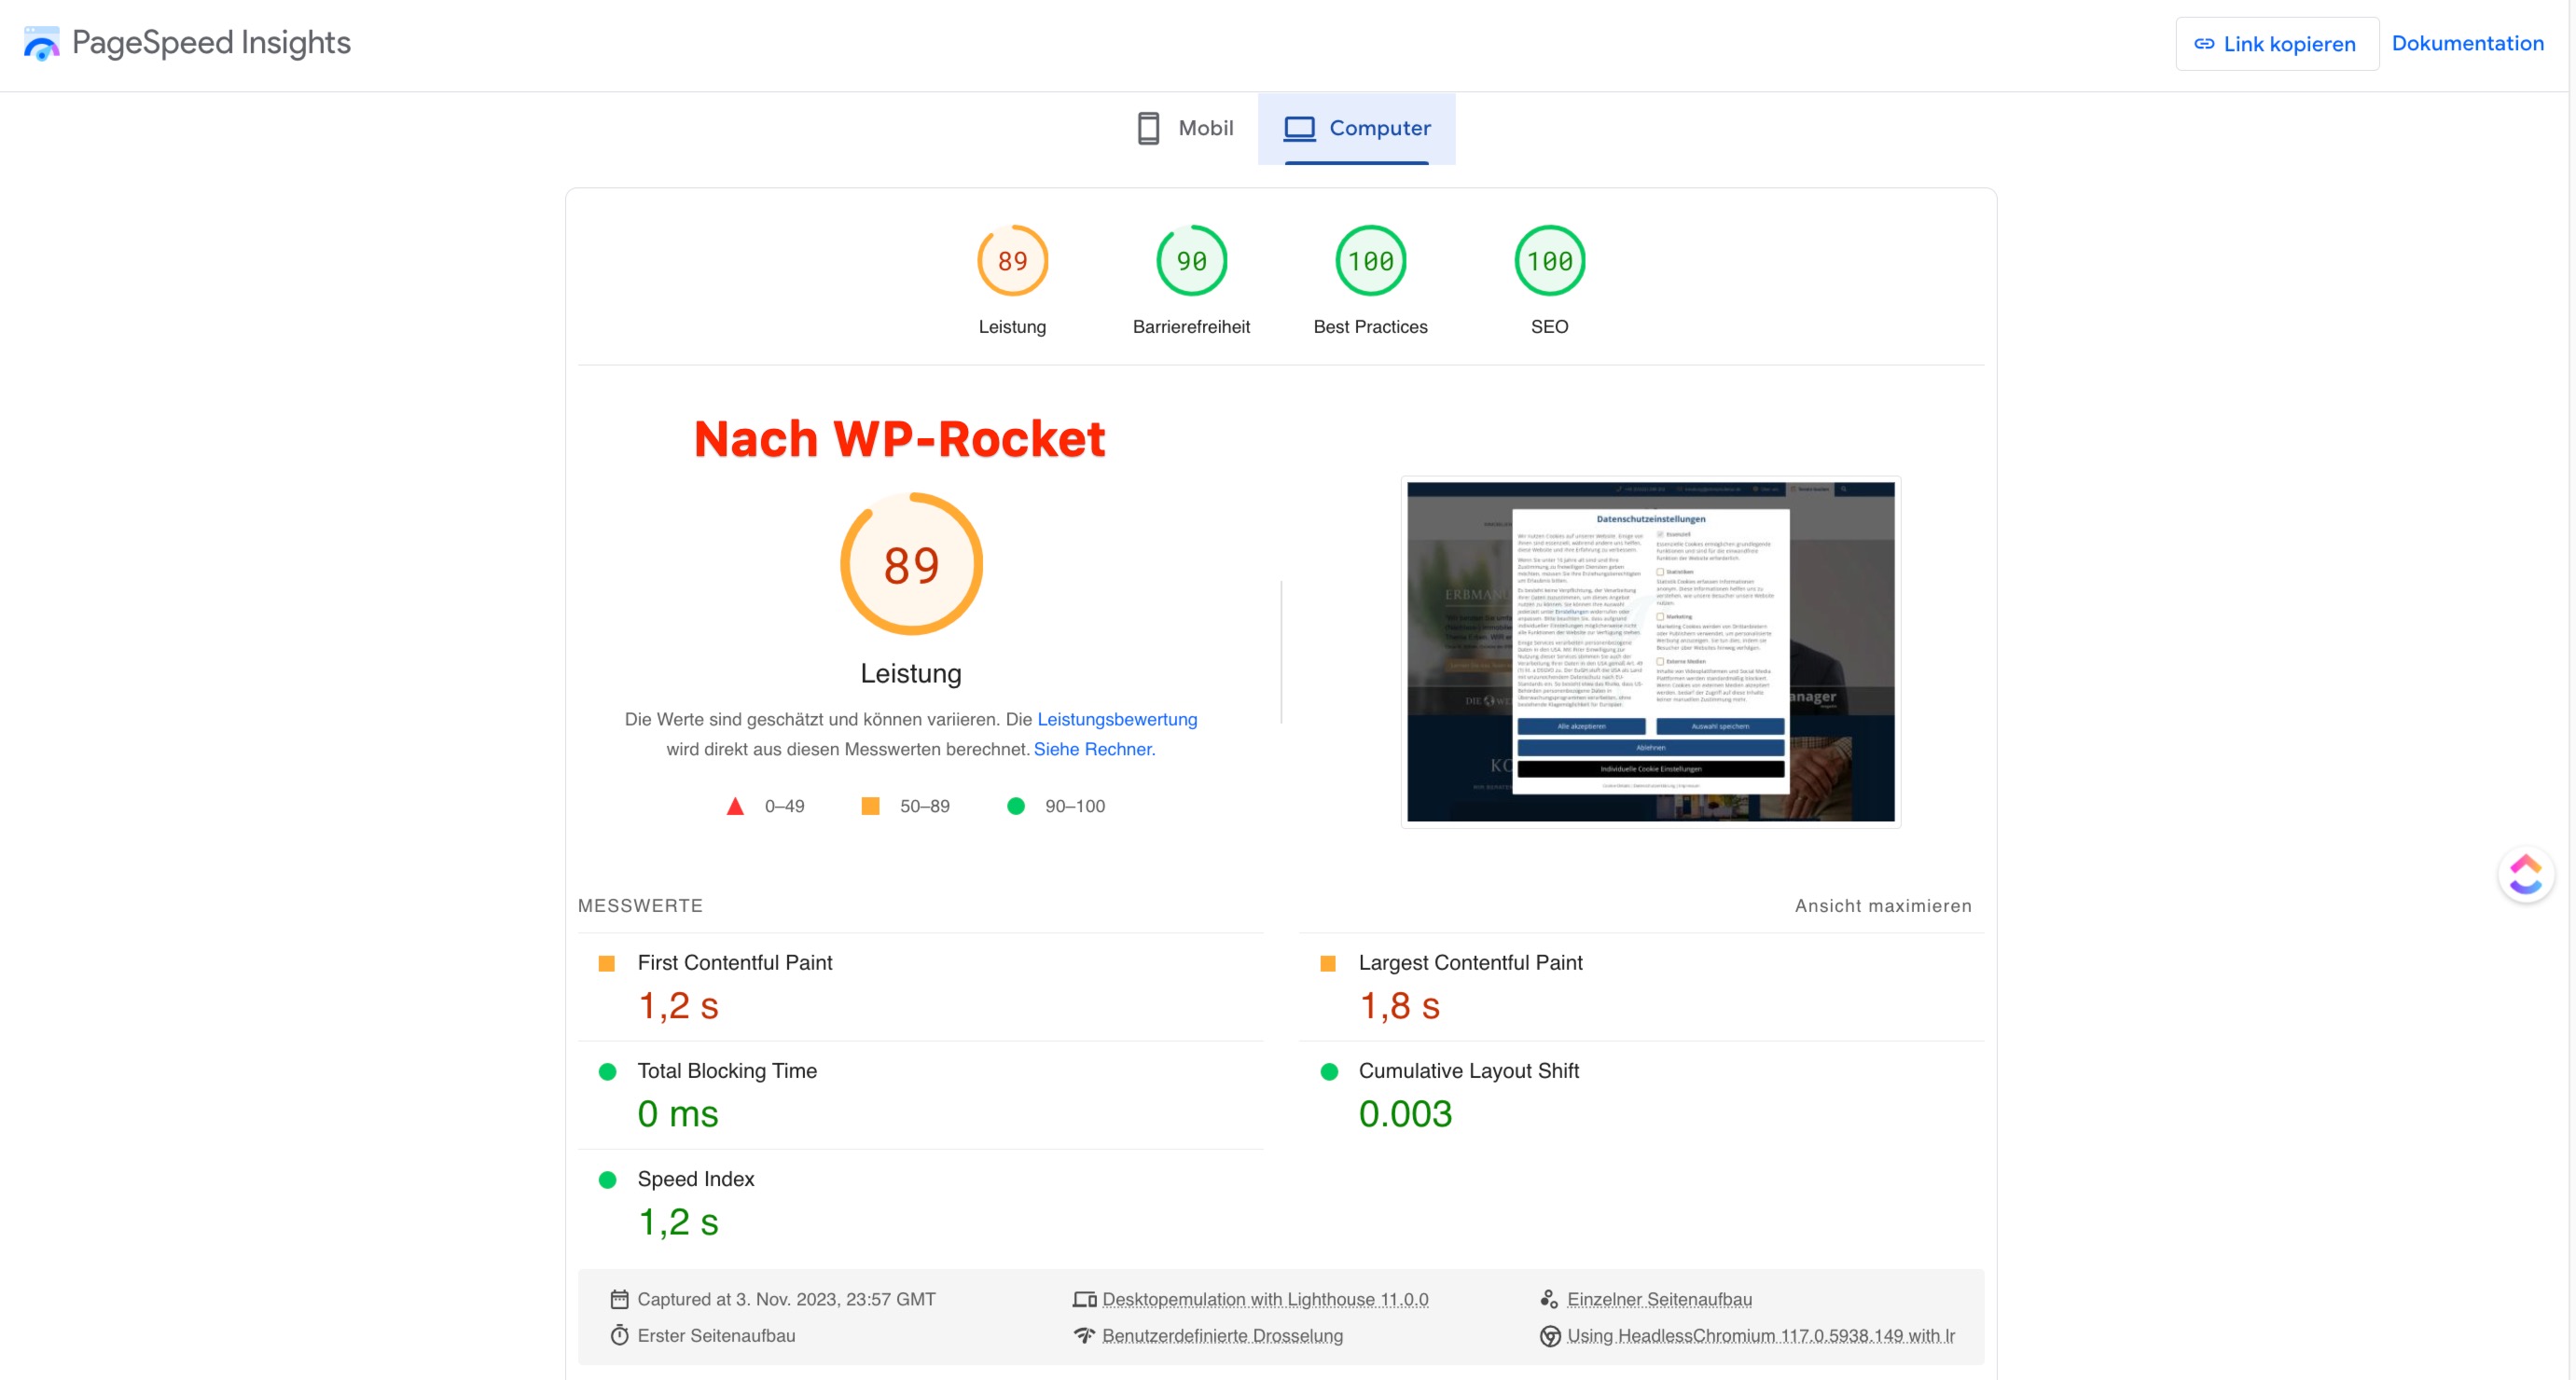 PageSpeed Insights
Link kopieren
Dokumentation
Mobil
Computer
89
90
100
100
Leistung
Barrierefreiheit
Best Practices
SEO
Nach WP-Rocket
89
Leistung
Die Werte sind geschätzt und können variieren. Die Leistungsbewertung
wird direkt aus diesen Messwerten berechnet. Siehe Rechner.
0–49
50–89
90–100
Datenschutzeinstellungen
Essenziell
Statistiken
Marketing
Externe Medien
Alle akzeptieren
Auswahl speichern
Ablehnen
Individuelle Cookie Einstellungen
MESSWERTE
Ansicht maximieren
First Contentful Paint
1,2 s
Largest Contentful Paint
1,8 s
Total Blocking Time
0 ms
Cumulative Layout Shift
0.003
Speed Index
1,2 s
Captured at 3. Nov. 2023, 23:57 GMT
Desktopemulation with Lighthouse 11.0.0
Einzelner Seitenaufbau
Erster Seitenaufbau
Benutzerdefinierte Drosselung
Using HeadlessChromium 117.0.5938.149 with lr